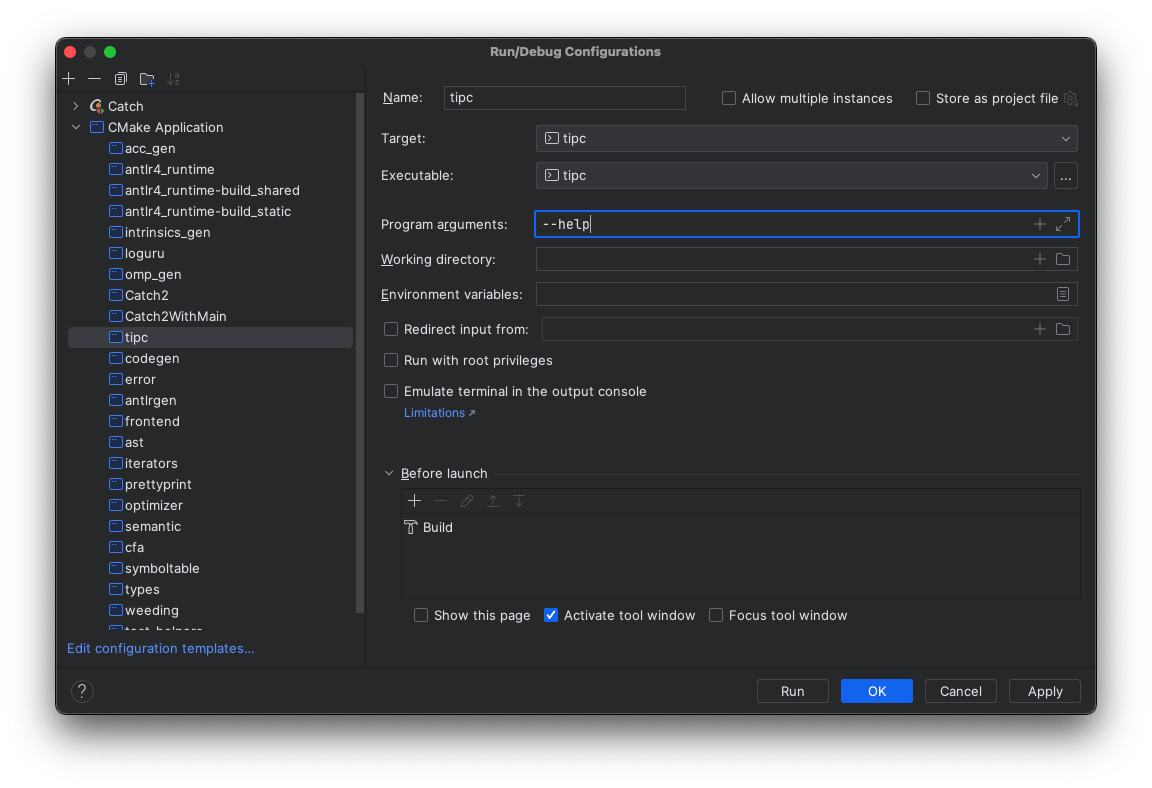 Run/Debug Configurations
Catch
CMake Application
acc_gen
antlr4_runtime
antlr4_runtime-build_shared
antlr4_runtime-build_static
intrinsics_gen
loguru
omp_gen
Catch2
Catch2WithMain
tipc
codegen
error
antlrgen
frontend
ast
iterators
prettyprint
optimizer
semantic
cfa
symboltable
types
weeding
Edit configuration templates...
Name: tipc Allow multiple instances Store as project file
Target: tipc
Executable: tipc ...
Program arguments: --help
Working directory:
Environment variables:
Redirect input from:
Run with root privileges
Emulate terminal in the output console
Limitations ↗
Before launch
Build
Show this page Activate tool window Focus tool window
? Run OK Cancel Apply